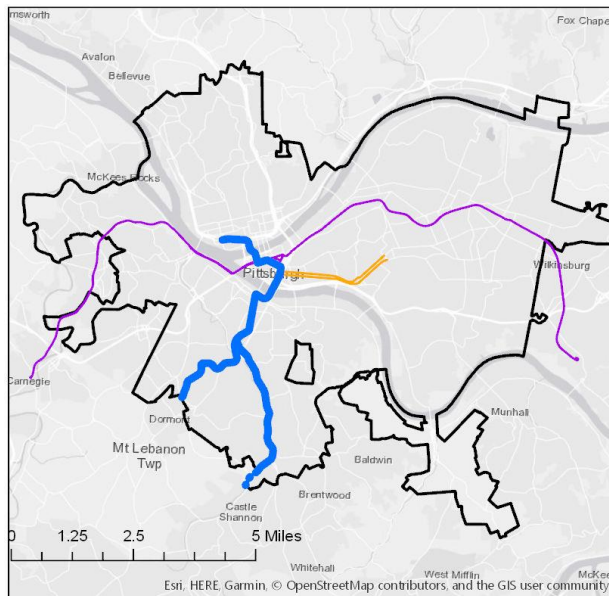 msworth
Fox Chape
Avalon
Bellevue
McKees Rocks
Pittsburgh
Wilkinsburg
Carnegie
Dormont
Munhall
Mt Lebanon
Twp
Baldwin
Castle
Shannon
Brentwood
0 1.25 2.5 5 Miles
Whitehall
West Mifflin
McKe
Esri, HERE, Garmin, © OpenStreetMap contributors, and the GIS user community